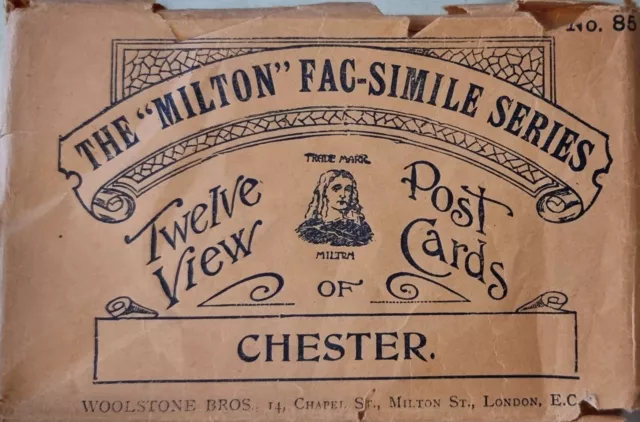 No. 85
THE "MILTON" FAC-SIMILE SERIES
TRADE MARK
MILTON
Twelve View
Post Cards
OF
CHESTER.
WOOLSTONE BROS., 14, CHAPEL ST., MILTON ST., LONDON, E.C.